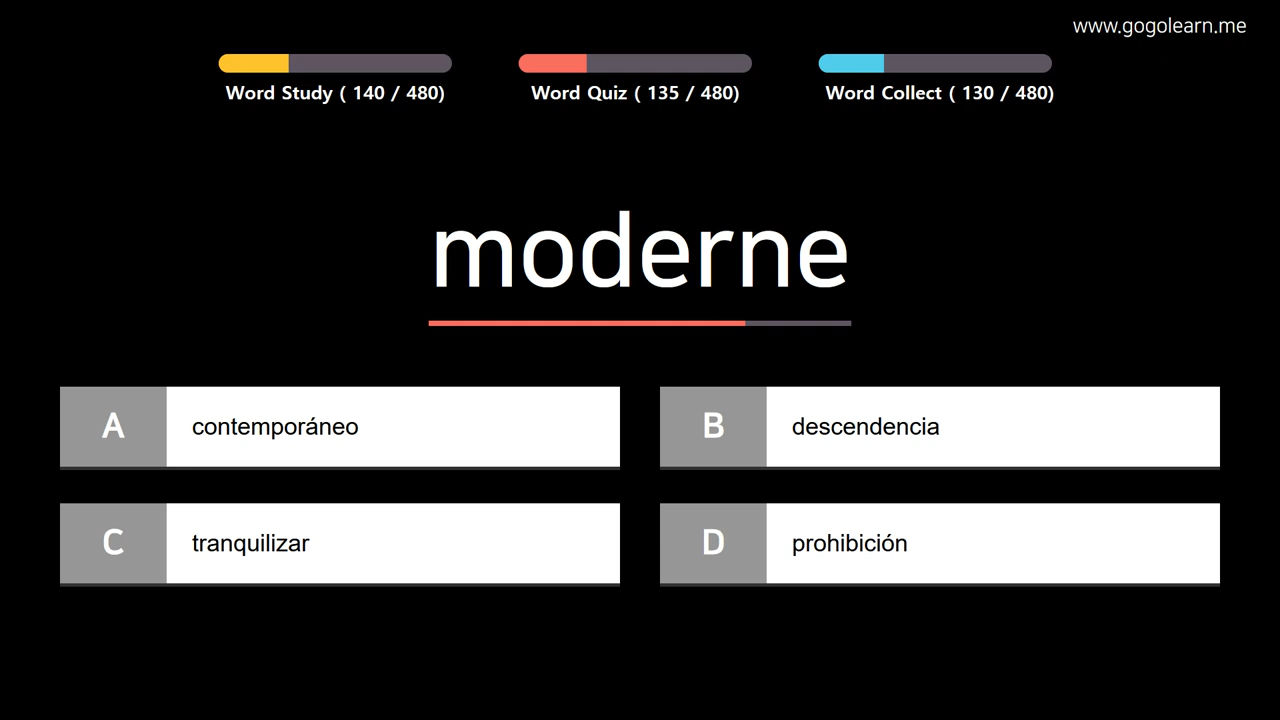 www.gogolearn.me
Word Study ( 140 / 480)
Word Quiz ( 135 / 480)
Word Collect ( 130 / 480)
moderne
A contemporáneo
B descendencia
C tranquilizar
D prohibición